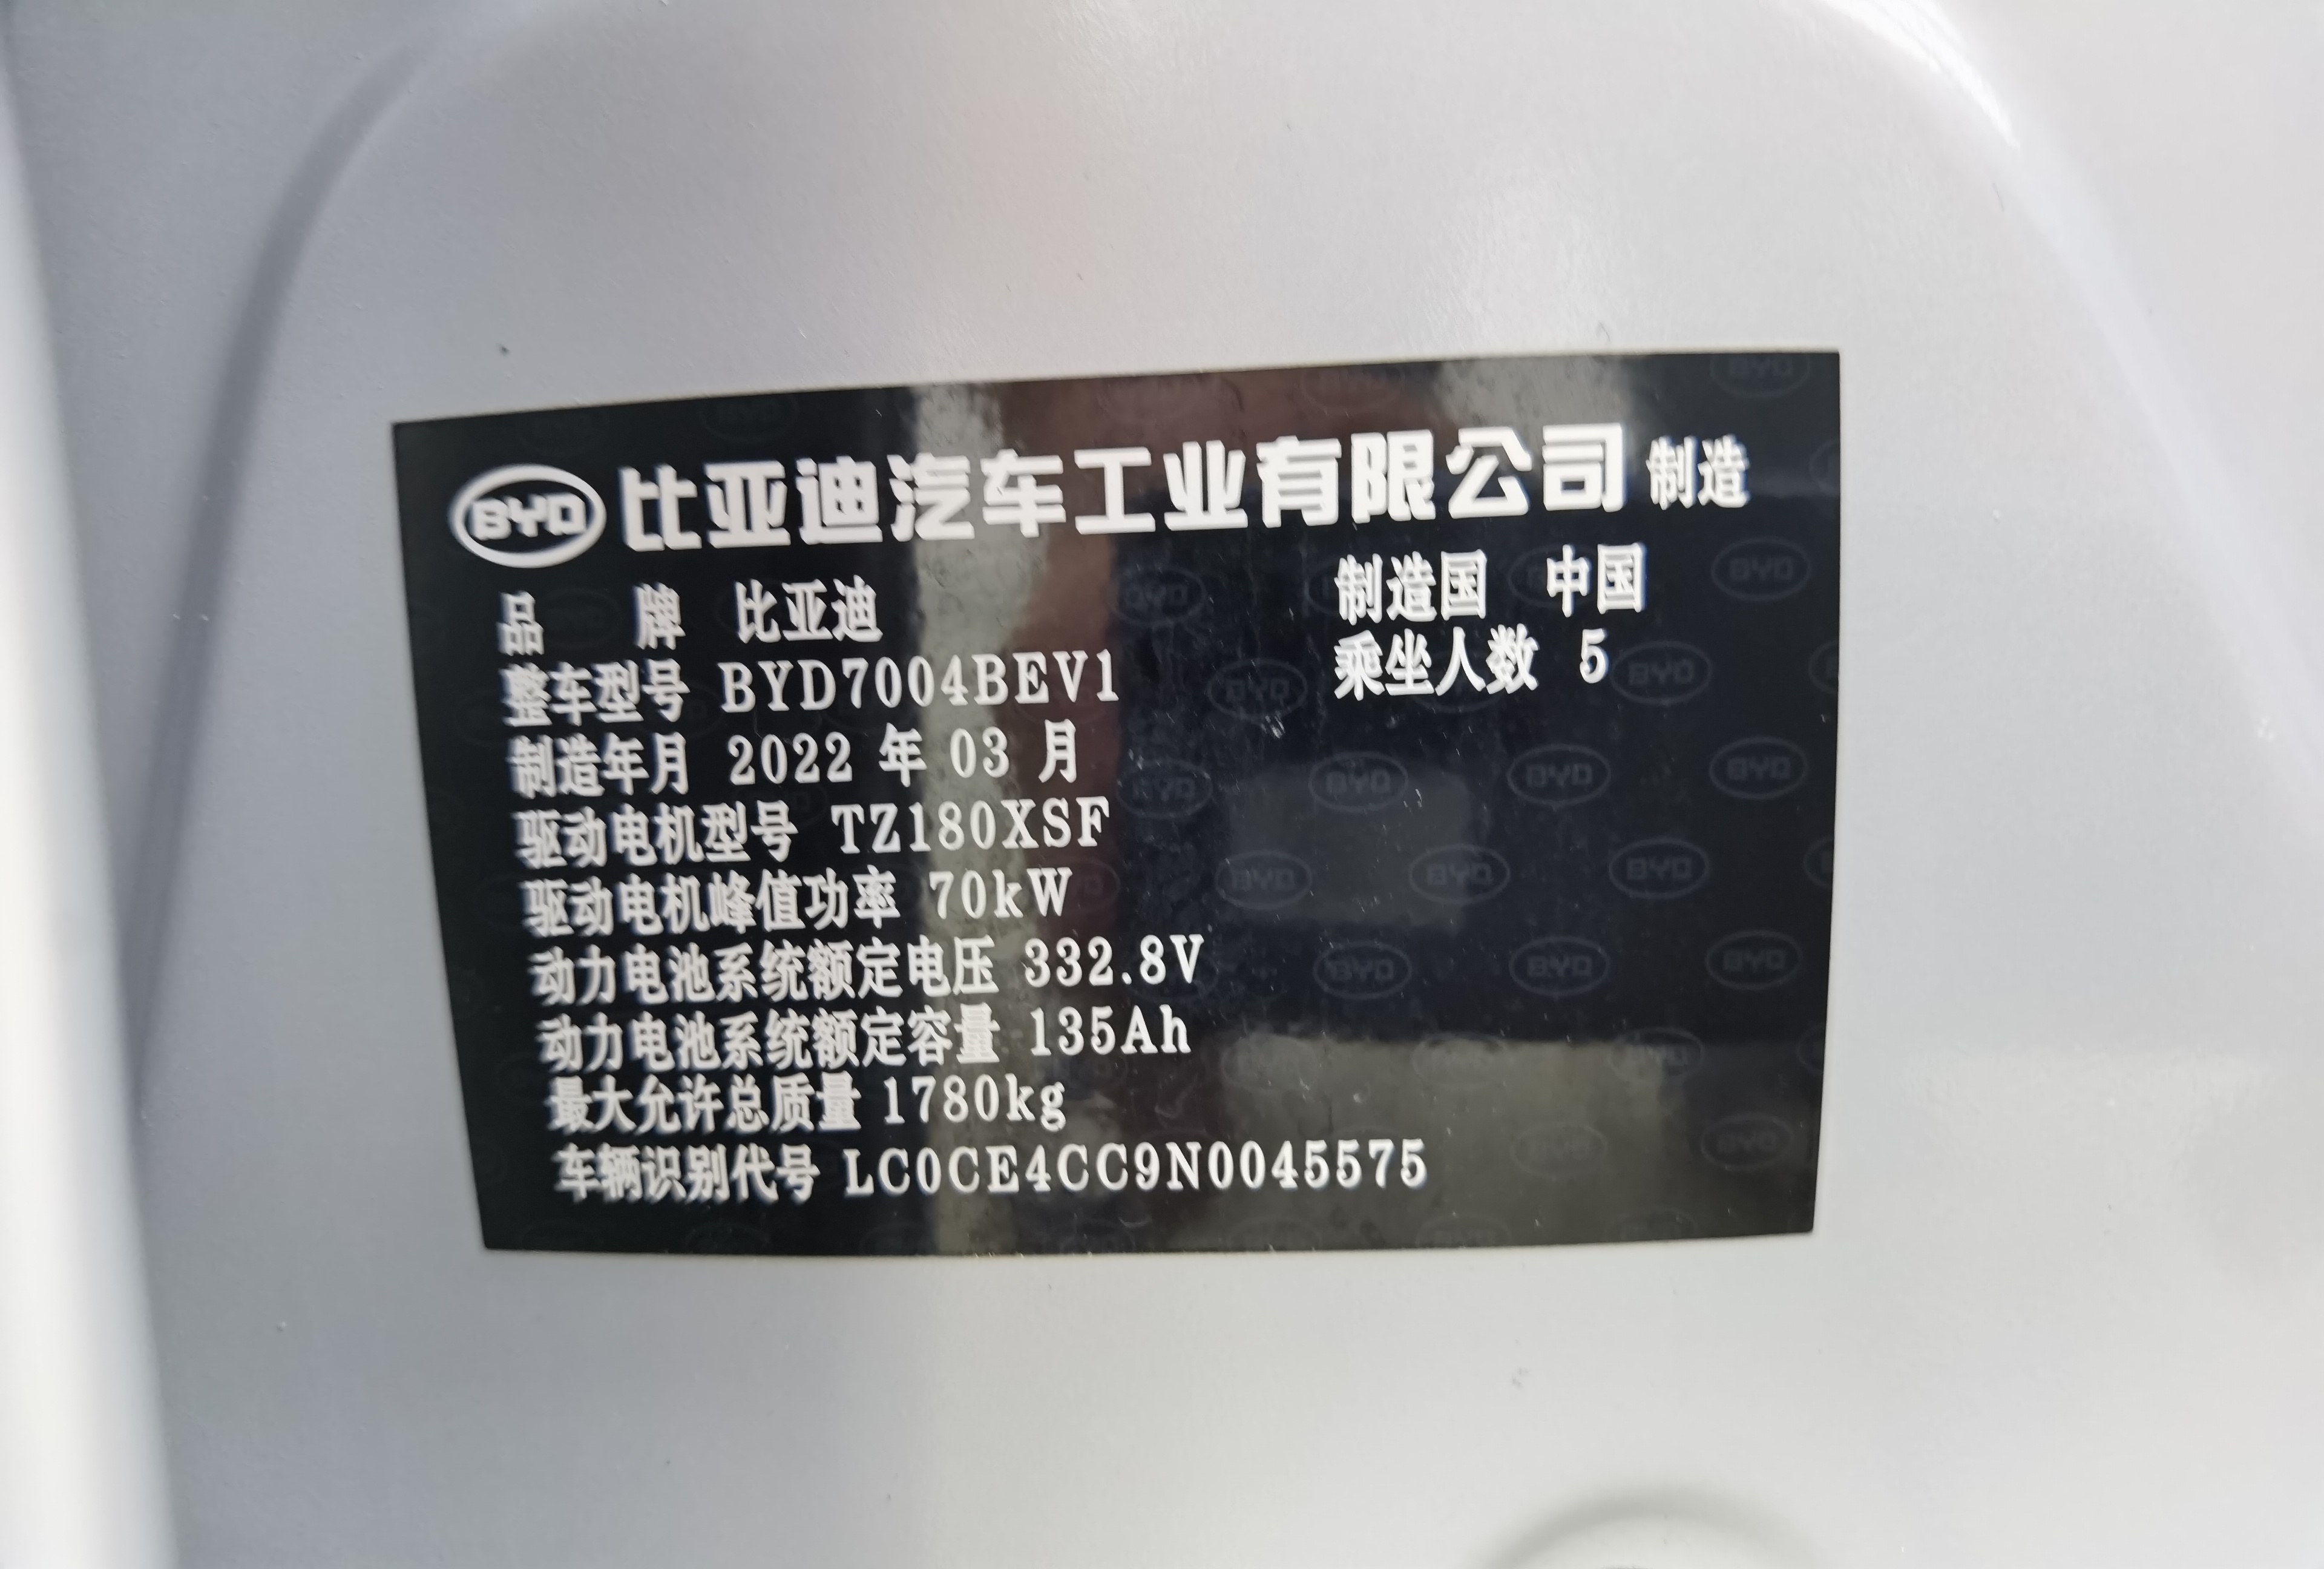 BYD 比亚迪汽车工业有限公司 制造
品 牌 比亚迪 制造国 中国
整车型号 BYD7004BEV1 乘坐人数 5
制造年月 2022 年 03 月
驱动电机型号 TZ180XSF
驱动电机峰值功率 70kW
动力电池系统额定电压 332.8V
动力电池系统额定容量 135Ah
最大允许总质量 1780kg
车辆识别代号 LC0CE4CC9N0045575